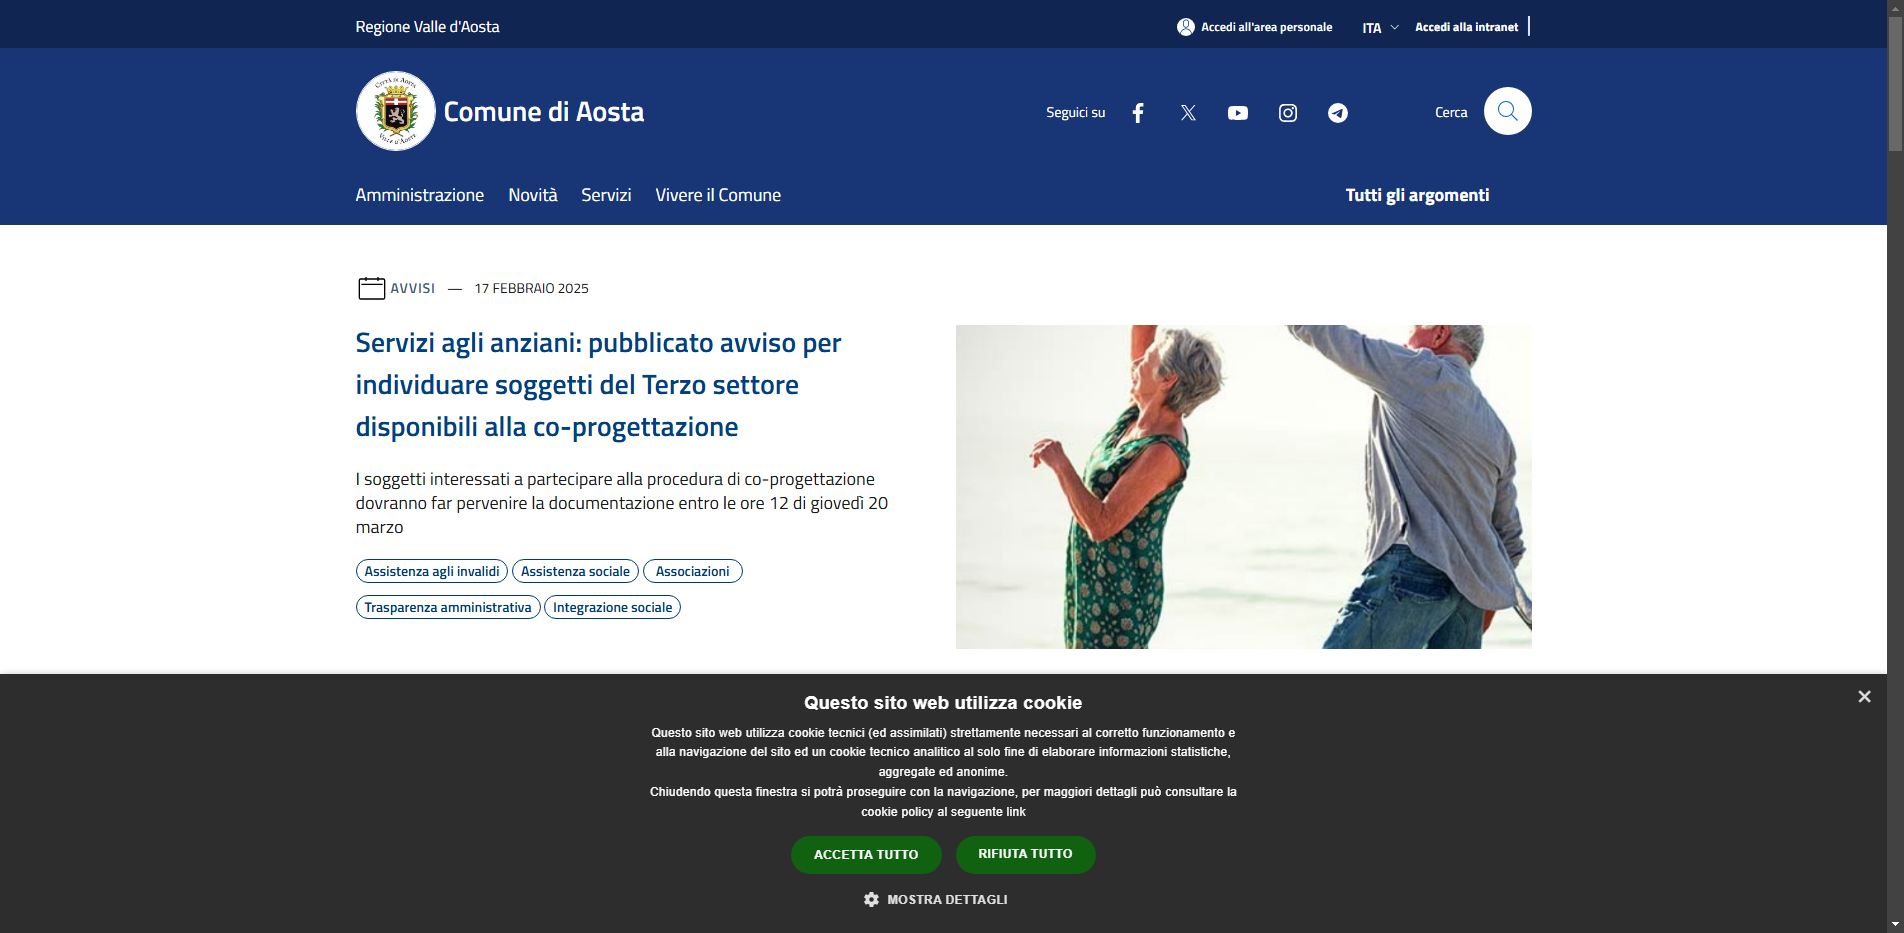 Regione Valle d'Aosta
Accedi all'area personale
ITA
Accedi alla intranet
CITTÀ DI AOSTA
VILLE d'AOSTE
Comune di Aosta
Seguici su
Cerca
Amministrazione
Novità
Servizi
Vivere il Comune
Tutti gli argomenti
AVVISI — 17 FEBBRAIO 2025
Servizi agli anziani: pubblicato avviso per
individuare soggetti del Terzo settore
disponibili alla co-progettazione
I soggetti interessati a partecipare alla procedura di co-progettazione
dovranno far pervenire la documentazione entro le ore 12 di giovedì 20
marzo
Assistenza agli invalidi
Assistenza sociale
Associazioni
Trasparenza amministrativa
Integrazione sociale
Questo sito web utilizza cookie
×
Questo sito web utilizza cookie tecnici (ed assimilati) strettamente necessari al corretto funzionamento e
alla navigazione del sito ed un cookie tecnico analitico al solo fine di elaborare informazioni statistiche,
aggregate ed anonime.
Chiudendo questa finestra si potrà proseguire con la navigazione, per maggiori dettagli può consultare la
cookie policy al seguente link
ACCETTA TUTTO
RIFIUTA TUTTO
MOSTRA DETTAGLI